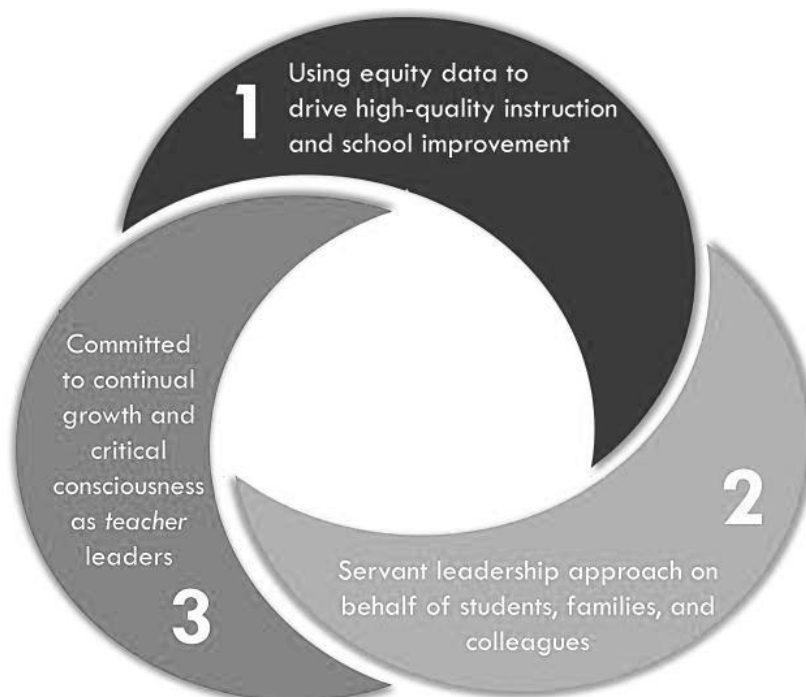 1
Using equity data to
drive high-quality instruction
and school improvement
2
Servant leadership approach on
behalf of students, families, and
colleagues
Committed
to continual
growth and
critical
consciousness
as teacher
leaders
3